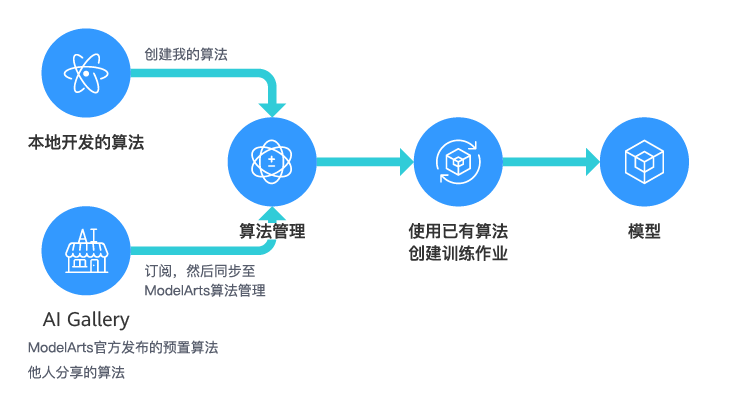 创建我的算法
本地开发的算法
算法管理
使用已有算法
创建训练作业
模型
订阅，然后同步至
ModelArts算法管理
AI Gallery
ModelArts官方发布的预置算法
他人分享的算法